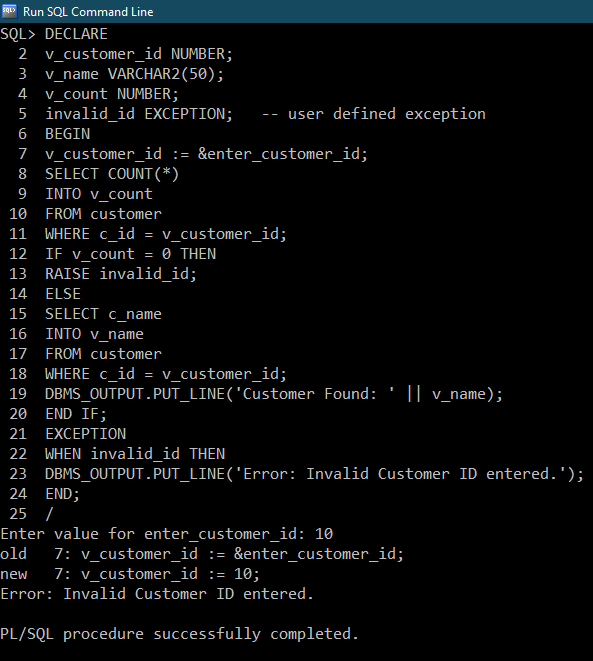 Run SQL Command Line
SQL> DECLARE
  2  v_customer_id NUMBER;
  3  v_name VARCHAR2(50);
  4  v_count NUMBER;
  5  invalid_id EXCEPTION;   -- user defined exception
  6  BEGIN
  7  v_customer_id := &enter_customer_id;
  8  SELECT COUNT(*)
  9  INTO v_count
 10  FROM customer
 11  WHERE c_id = v_customer_id;
 12  IF v_count = 0 THEN
 13  RAISE invalid_id;
 14  ELSE
 15  SELECT c_name
 16  INTO v_name
 17  FROM customer
 18  WHERE c_id = v_customer_id;
 19  DBMS_OUTPUT.PUT_LINE('Customer Found: ' || v_name);
 20  END IF;
 21  EXCEPTION
 22  WHEN invalid_id THEN
 23  DBMS_OUTPUT.PUT_LINE('Error: Invalid Customer ID entered.');
 24  END;
 25  /
Enter value for enter_customer_id: 10
old   7: v_customer_id := &enter_customer_id;
new   7: v_customer_id := 10;
Error: Invalid Customer ID entered.
PL/SQL procedure successfully completed.